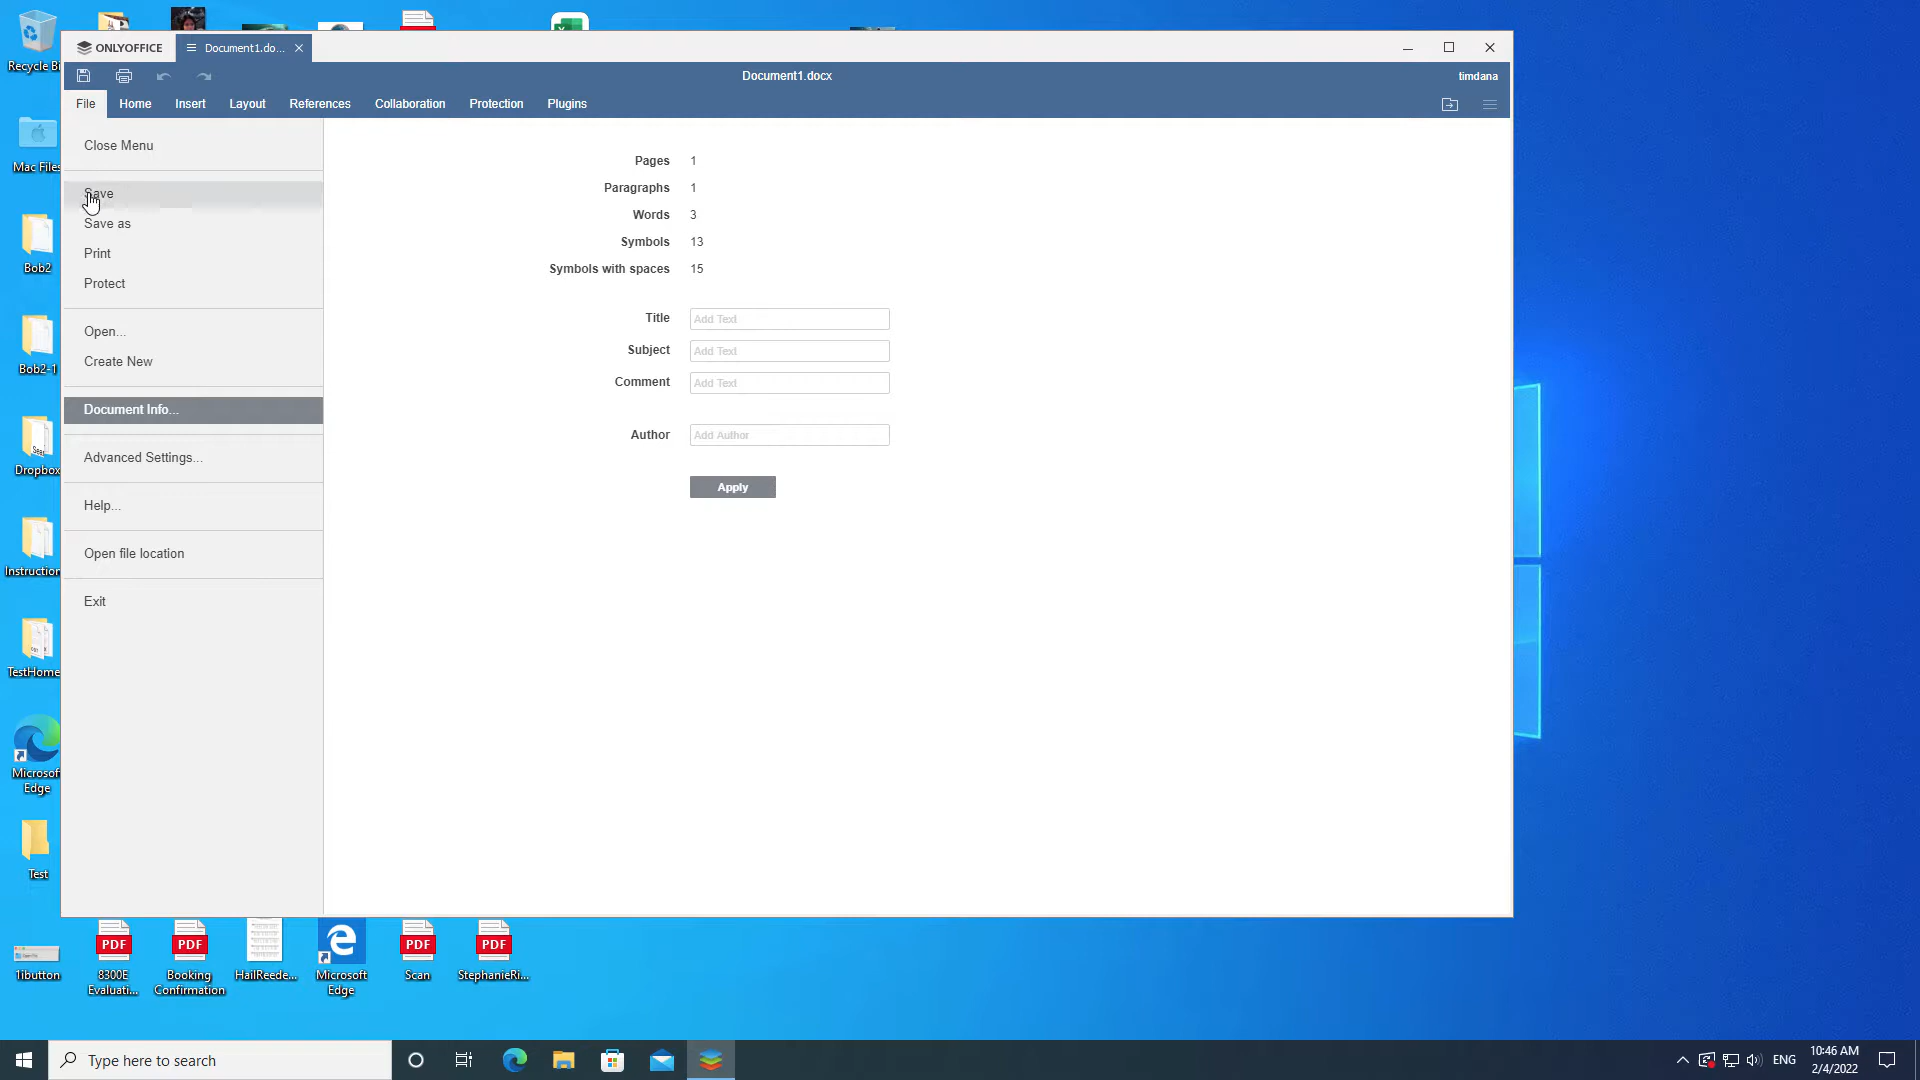 Recycle Bi
ONLYOFFICE
Document1.do...
Document1.docx
timdana
File
Home
Insert
Layout
References
Collaboration
Protection
Plugins
Close Menu
Save
Save as
Print
Protect
Open...
Create New
Document Info...
Advanced Settings...
Help...
Open file location
Exit
Pages 1
Paragraphs 1
Words 3
Symbols 13
Symbols with spaces 15
Title Add Text
Subject Add Text
Comment Add Text
Author Add Author
Apply
Mac Files
Bob2
Bob2-1
Dropbox
Instruction
TestHome
Microsof
Edge
Test
1ibutton
PDF
8300E
Evaluati...
PDF
Booking
Confirmation
HailReede...
Microsoft
Edge
PDF
Scan
PDF
StephanieRi...
Type here to search
ENG
10:46 AM
2/4/2022